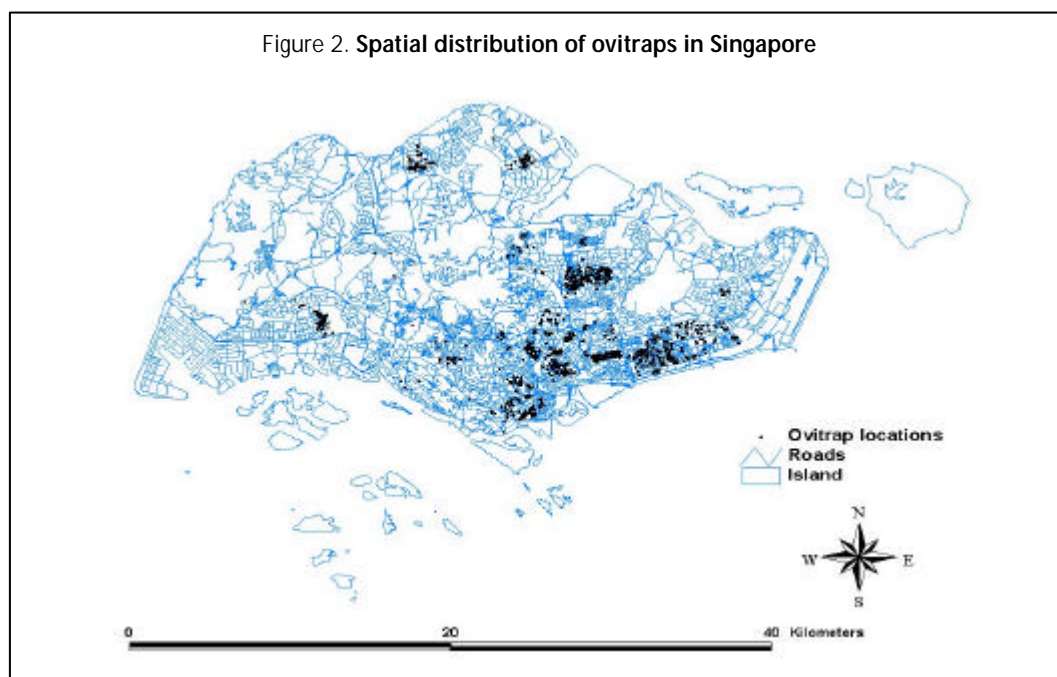 Figure 2. Spatial distribution of ovitraps in Singapore
Ovitrap locations
Roads
Island
N
W E
S
0 20 40 Kilometers